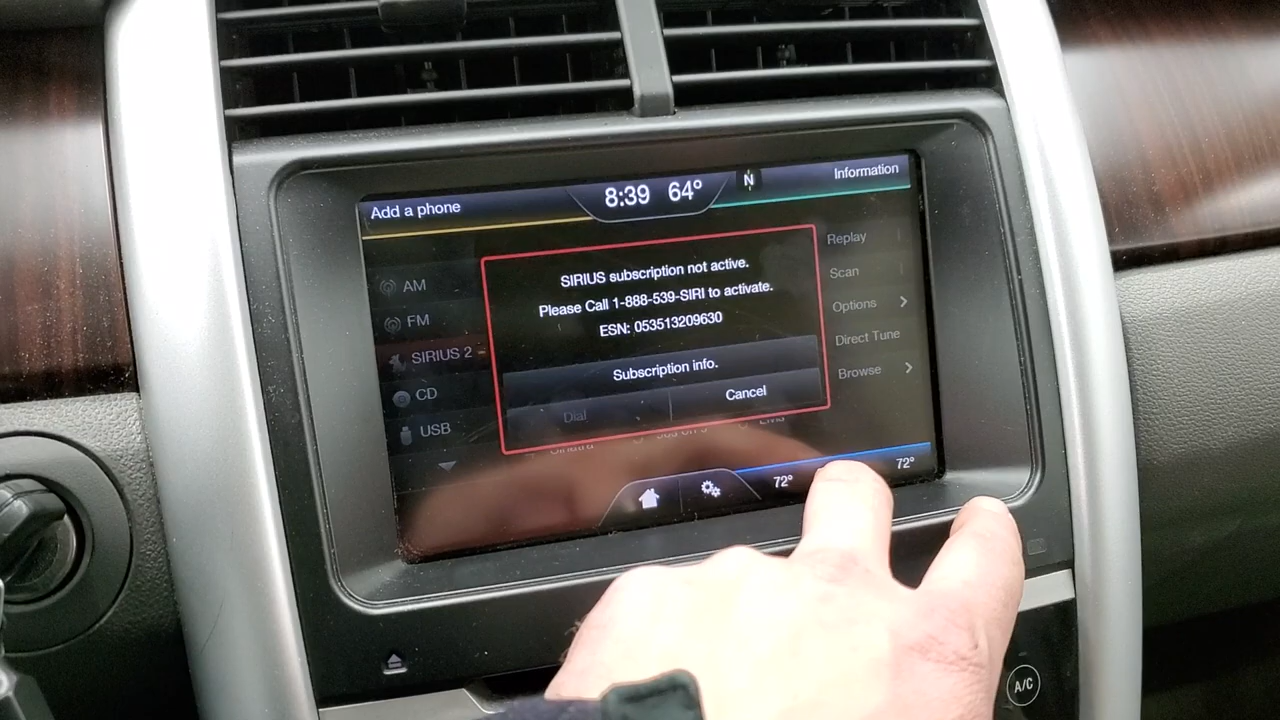 Add a phone
8:39 64°
N
Information
AM
FM
SIRIUS 2
CD
USB
SIRIUS subscription not active.
Please Call 1-888-539-SIRI to activate.
ESN: 053513209630
Subscription info.
Dial
Cancel
Replay
Scan
Options
Direct Tune
Browse
72°
72°
A/C